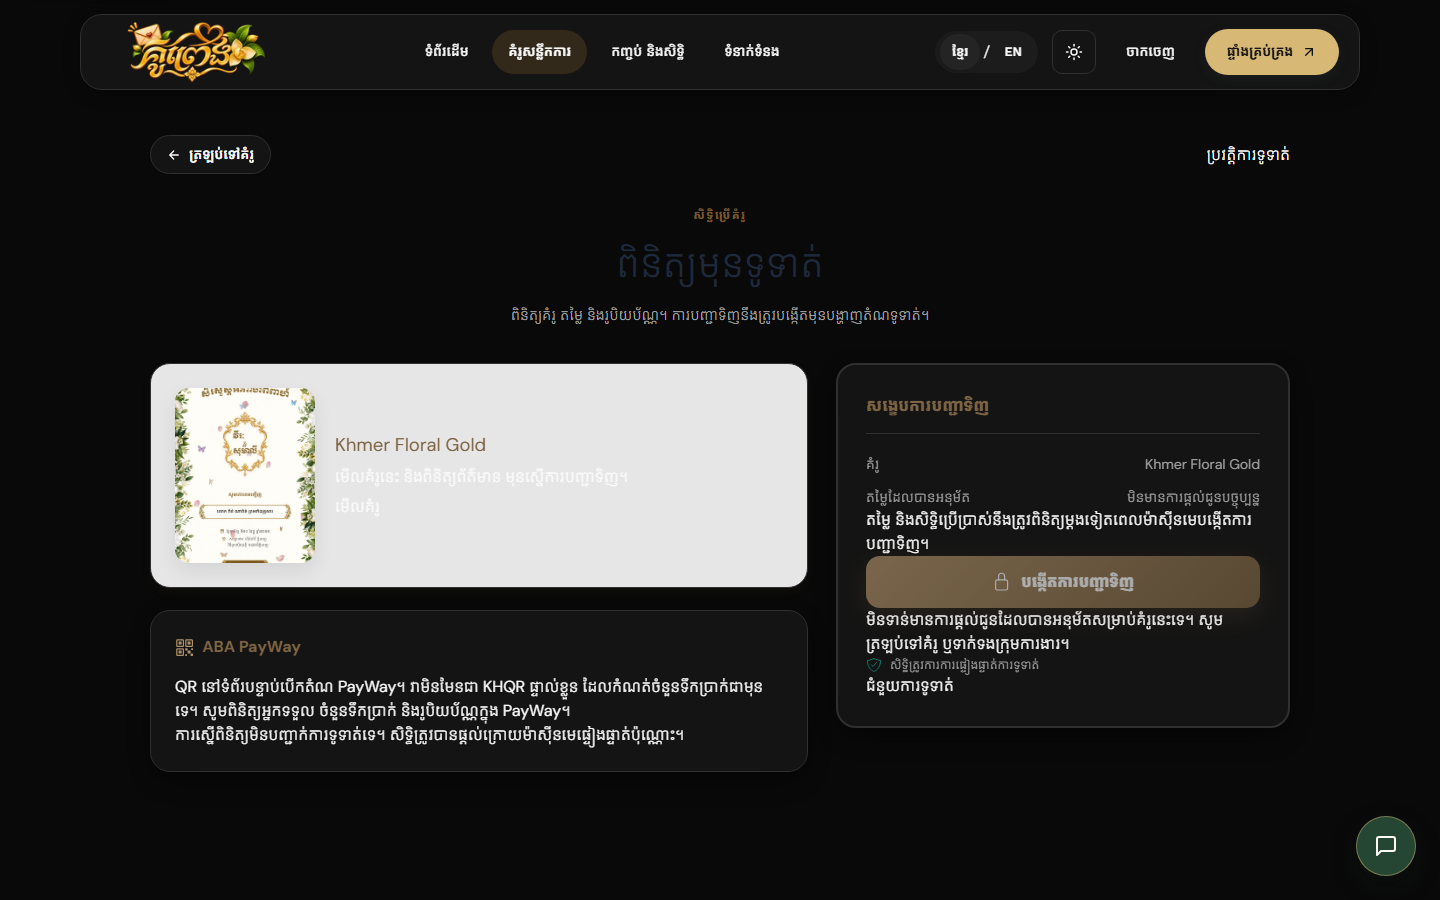 គូព្រេង
ទំព័រដើម
គំរូសន្លឹកការ
កញ្ចប់ និងសិទ្ធិ
ទំនាក់ទំនង
ខ្មែរ / EN
ចាកចេញ
ផ្ទាំងគ្រប់គ្រង
ត្រឡប់ទៅគំរូ
ប្រវត្តិការទូទាត់
សិទ្ធិប្រើគំរូ
ពិនិត្យមុនទូទាត់
ពិនិត្យគំរូ តម្លៃ និងរូបិយប័ណ្ណ។ ការបញ្ជាទិញនឹងត្រូវបង្កើតមុនបង្ហាញតំណទូទាត់។
Khmer Floral Gold
មើលគំរូនេះ និងពិនិត្យព័ត៌មាន មុនស្នើការបញ្ជាទិញ។
មើលគំរូ
ABA PayWay
QR នៅទំព័របន្ទាប់បើកតំណ PayWay។ វាមិនមែនជា KHQR ផ្ទាល់ខ្លួន ដែលកំណត់ចំនួនទឹកប្រាក់ជាមុន
ទេ។ សូមពិនិត្យអ្នកទទួល ចំនួនទឹកប្រាក់ និងរូបិយប័ណ្ណក្នុង PayWay។
ការស្នើពិនិត្យមិនបញ្ជាក់ការទូទាត់ទេ។ សិទ្ធិត្រូវបានផ្តល់ក្រោយម៉ាស៊ីនមេផ្ទៀងផ្ទាត់ប៉ុណ្ណោះ។
សង្ខេបការបញ្ជាទិញ
គំរូ
Khmer Floral Gold
តម្លៃដែលបានអនុម័ត
មិនមានការផ្តល់ជូនបច្ចុប្បន្ន
តម្លៃ និងសិទ្ធិប្រើប្រាស់នឹងត្រូវពិនិត្យម្តងទៀតពេលម៉ាស៊ីនមេបង្កើតការ
បញ្ជាទិញ។
បង្កើតការបញ្ជាទិញ
មិនទាន់មានការផ្តល់ជូនដែលបានអនុម័តសម្រាប់គំរូនេះទេ។ សូម
ត្រឡប់ទៅគំរូ ឬទាក់ទងក្រុមការងារ។
សិទ្ធិត្រូវការការផ្ទៀងផ្ទាត់ការទូទាត់
ជំនួយការទូទាត់